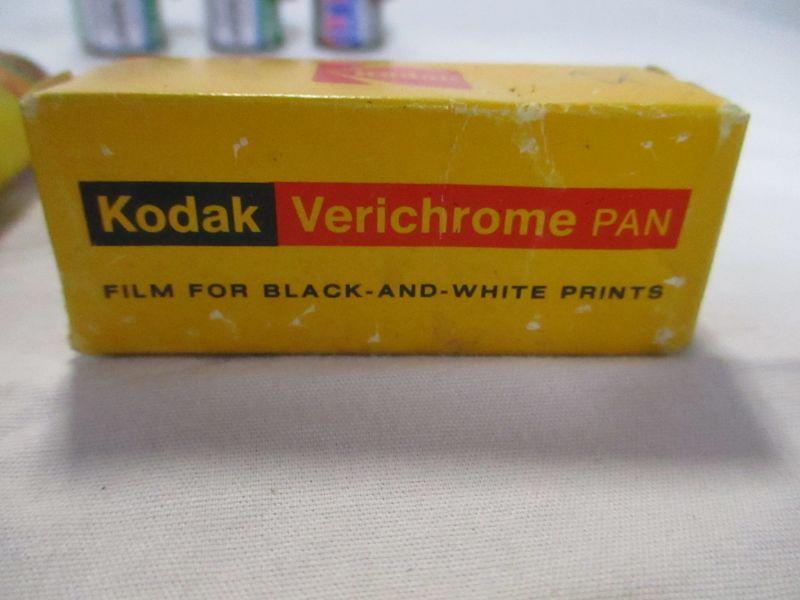 Kodak Verichrome PAN
FILM FOR BLACK-AND-WHITE PRINTS